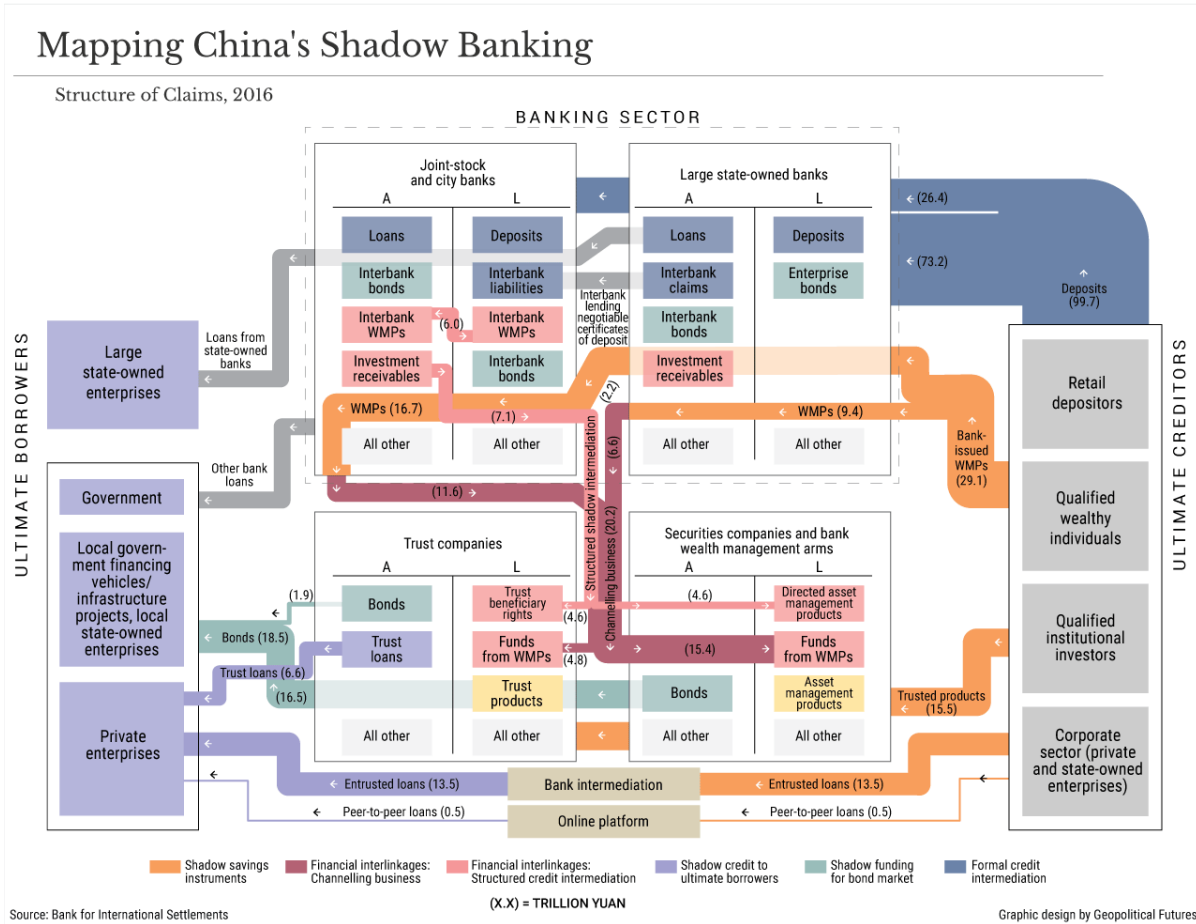 Mapping China's Shadow Banking
Structure of Claims, 2016
BANKING SECTOR
Joint-stock
and city banks
A
L
Loans
Deposits
Interbank
bonds
Interbank
liabilities
Interbank
WMPs
(6.0)
Interbank
WMPs
Investment
receivables
Interbank
bonds
WMPs (16.7)
(7.1)
All other
All other
(11.6)
Large state-owned banks
A
L
Loans
Deposits
Interbank
claims
Enterprise
bonds
Interbank
bonds
Investment
receivables
WMPs (9.4)
All other
All other
Interbank
lending
negotiable
certificates
of deposit
(2.2)
(6.6)
Structured shadow intermediation
Channelling business (20.2)
(26.4)
(73.2)
Deposits
(99.7)
Bank-
issued
WMPs
(29.1)
ULTIMATE BORROWERS
Large
state-owned
enterprises
Loans from
state-owned
banks
Other bank
loans
Government
Local govern-
ment financing
vehicles/
infrastructure
projects, local
state-owned
enterprises
Private
enterprises
(1.9)
Bonds (18.5)
Trust loans (6.6)
(16.5)
Trust companies
A
L
Bonds
Trust
beneficiary
rights
(4.6)
Trust
loans
Funds
from WMPs
(4.8)
Trust
products
All other
All other
Securities companies and bank
wealth management arms
A
L
(4.6)
Directed asset
management
products
(15.4)
Funds
from WMPs
Bonds
Asset
management
products
All other
All other
Trusted products
(15.5)
ULTIMATE CREDITORS
Retail
depositors
Qualified
wealthy
individuals
Qualified
institutional
investors
Corporate
sector (private
and state-owned
enterprises)
Entrusted loans (13.5)
Bank intermediation
Entrusted loans (13.5)
Peer-to-peer loans (0.5)
Online platform
Peer-to-peer loans (0.5)
Shadow savings
instruments
Financial interlinkages:
Channelling business
Financial interlinkages:
Structured credit intermediation
Shadow credit to
ultimate borrowers
Shadow funding
for bond market
Formal credit
intermediation
(X.X) = TRILLION YUAN
Source: Bank for International Settlements
Graphic design by Geopolitical Futures